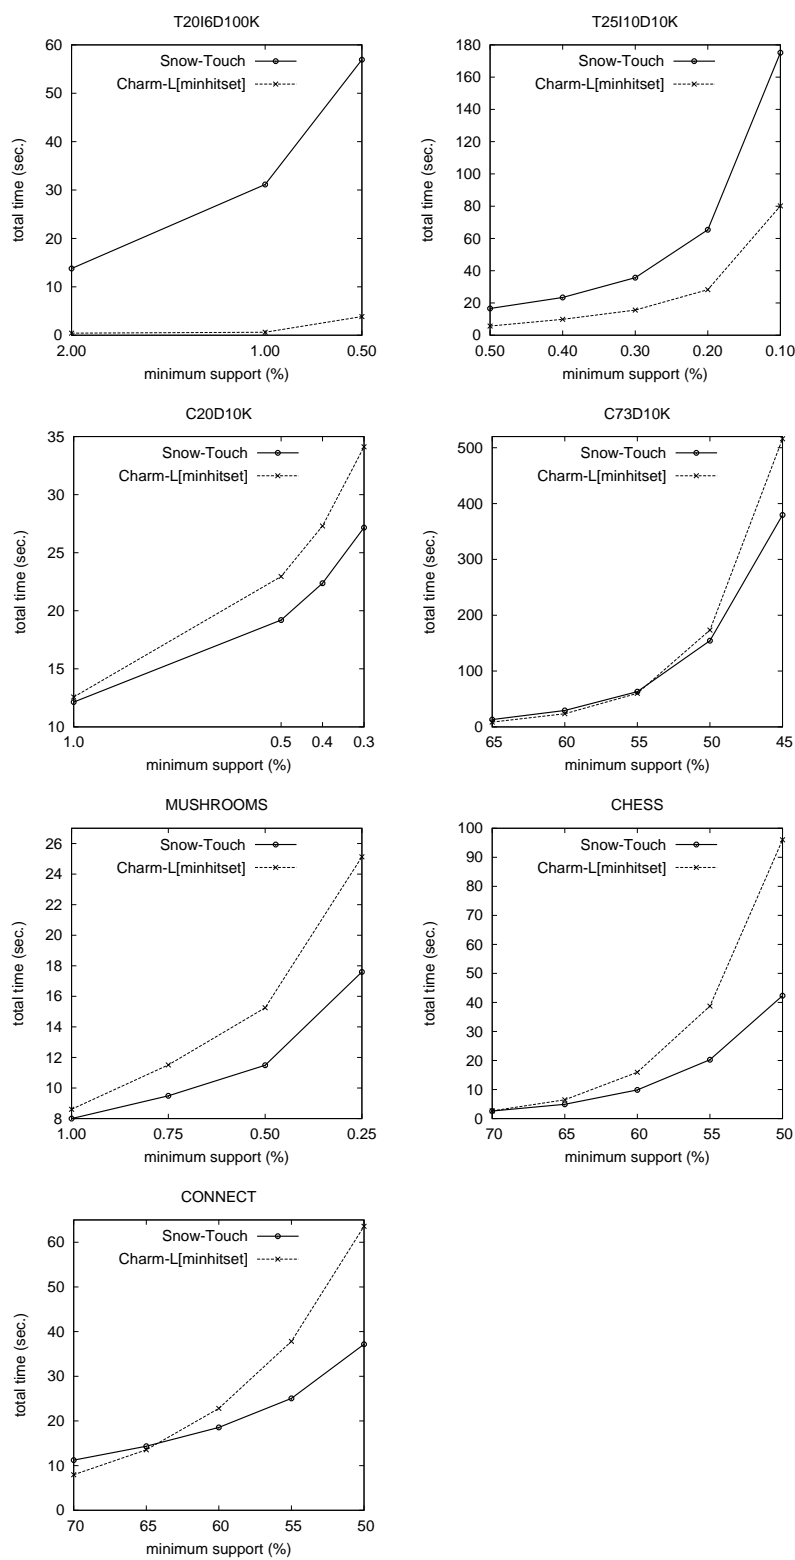 T20I6D100K
60
50
40
30
20
10
0
total time (sec.)
Snow-Touch
Charm-L[minhitset]
2.00 1.00 0.50
minimum support (%)
T25I10D10K
180
160
140
120
100
80
60
40
20
0
total time (sec.)
Snow-Touch
Charm-L[minhitset]
0.50 0.40 0.30 0.20 0.10
minimum support (%)
C20D10K
35
30
25
20
15
10
total time (sec.)
Snow-Touch
Charm-L[minhitset]
1.0 0.5 0.4 0.3
minimum support (%)
C73D10K
500
400
300
200
100
0
total time (sec.)
Snow-Touch
Charm-L[minhitset]
65 60 55 50 45
minimum support (%)
MUSHROOMS
26
24
22
20
18
16
14
12
10
8
total time (sec.)
Snow-Touch
Charm-L[minhitset]
1.00 0.75 0.50 0.25
minimum support (%)
CHESS
100
90
80
70
60
50
40
30
20
10
0
total time (sec.)
Snow-Touch
Charm-L[minhitset]
70 65 60 55 50
minimum support (%)
CONNECT
60
50
40
30
20
10
0
total time (sec.)
Snow-Touch
Charm-L[minhitset]
70 65 60 55 50
minimum support (%)